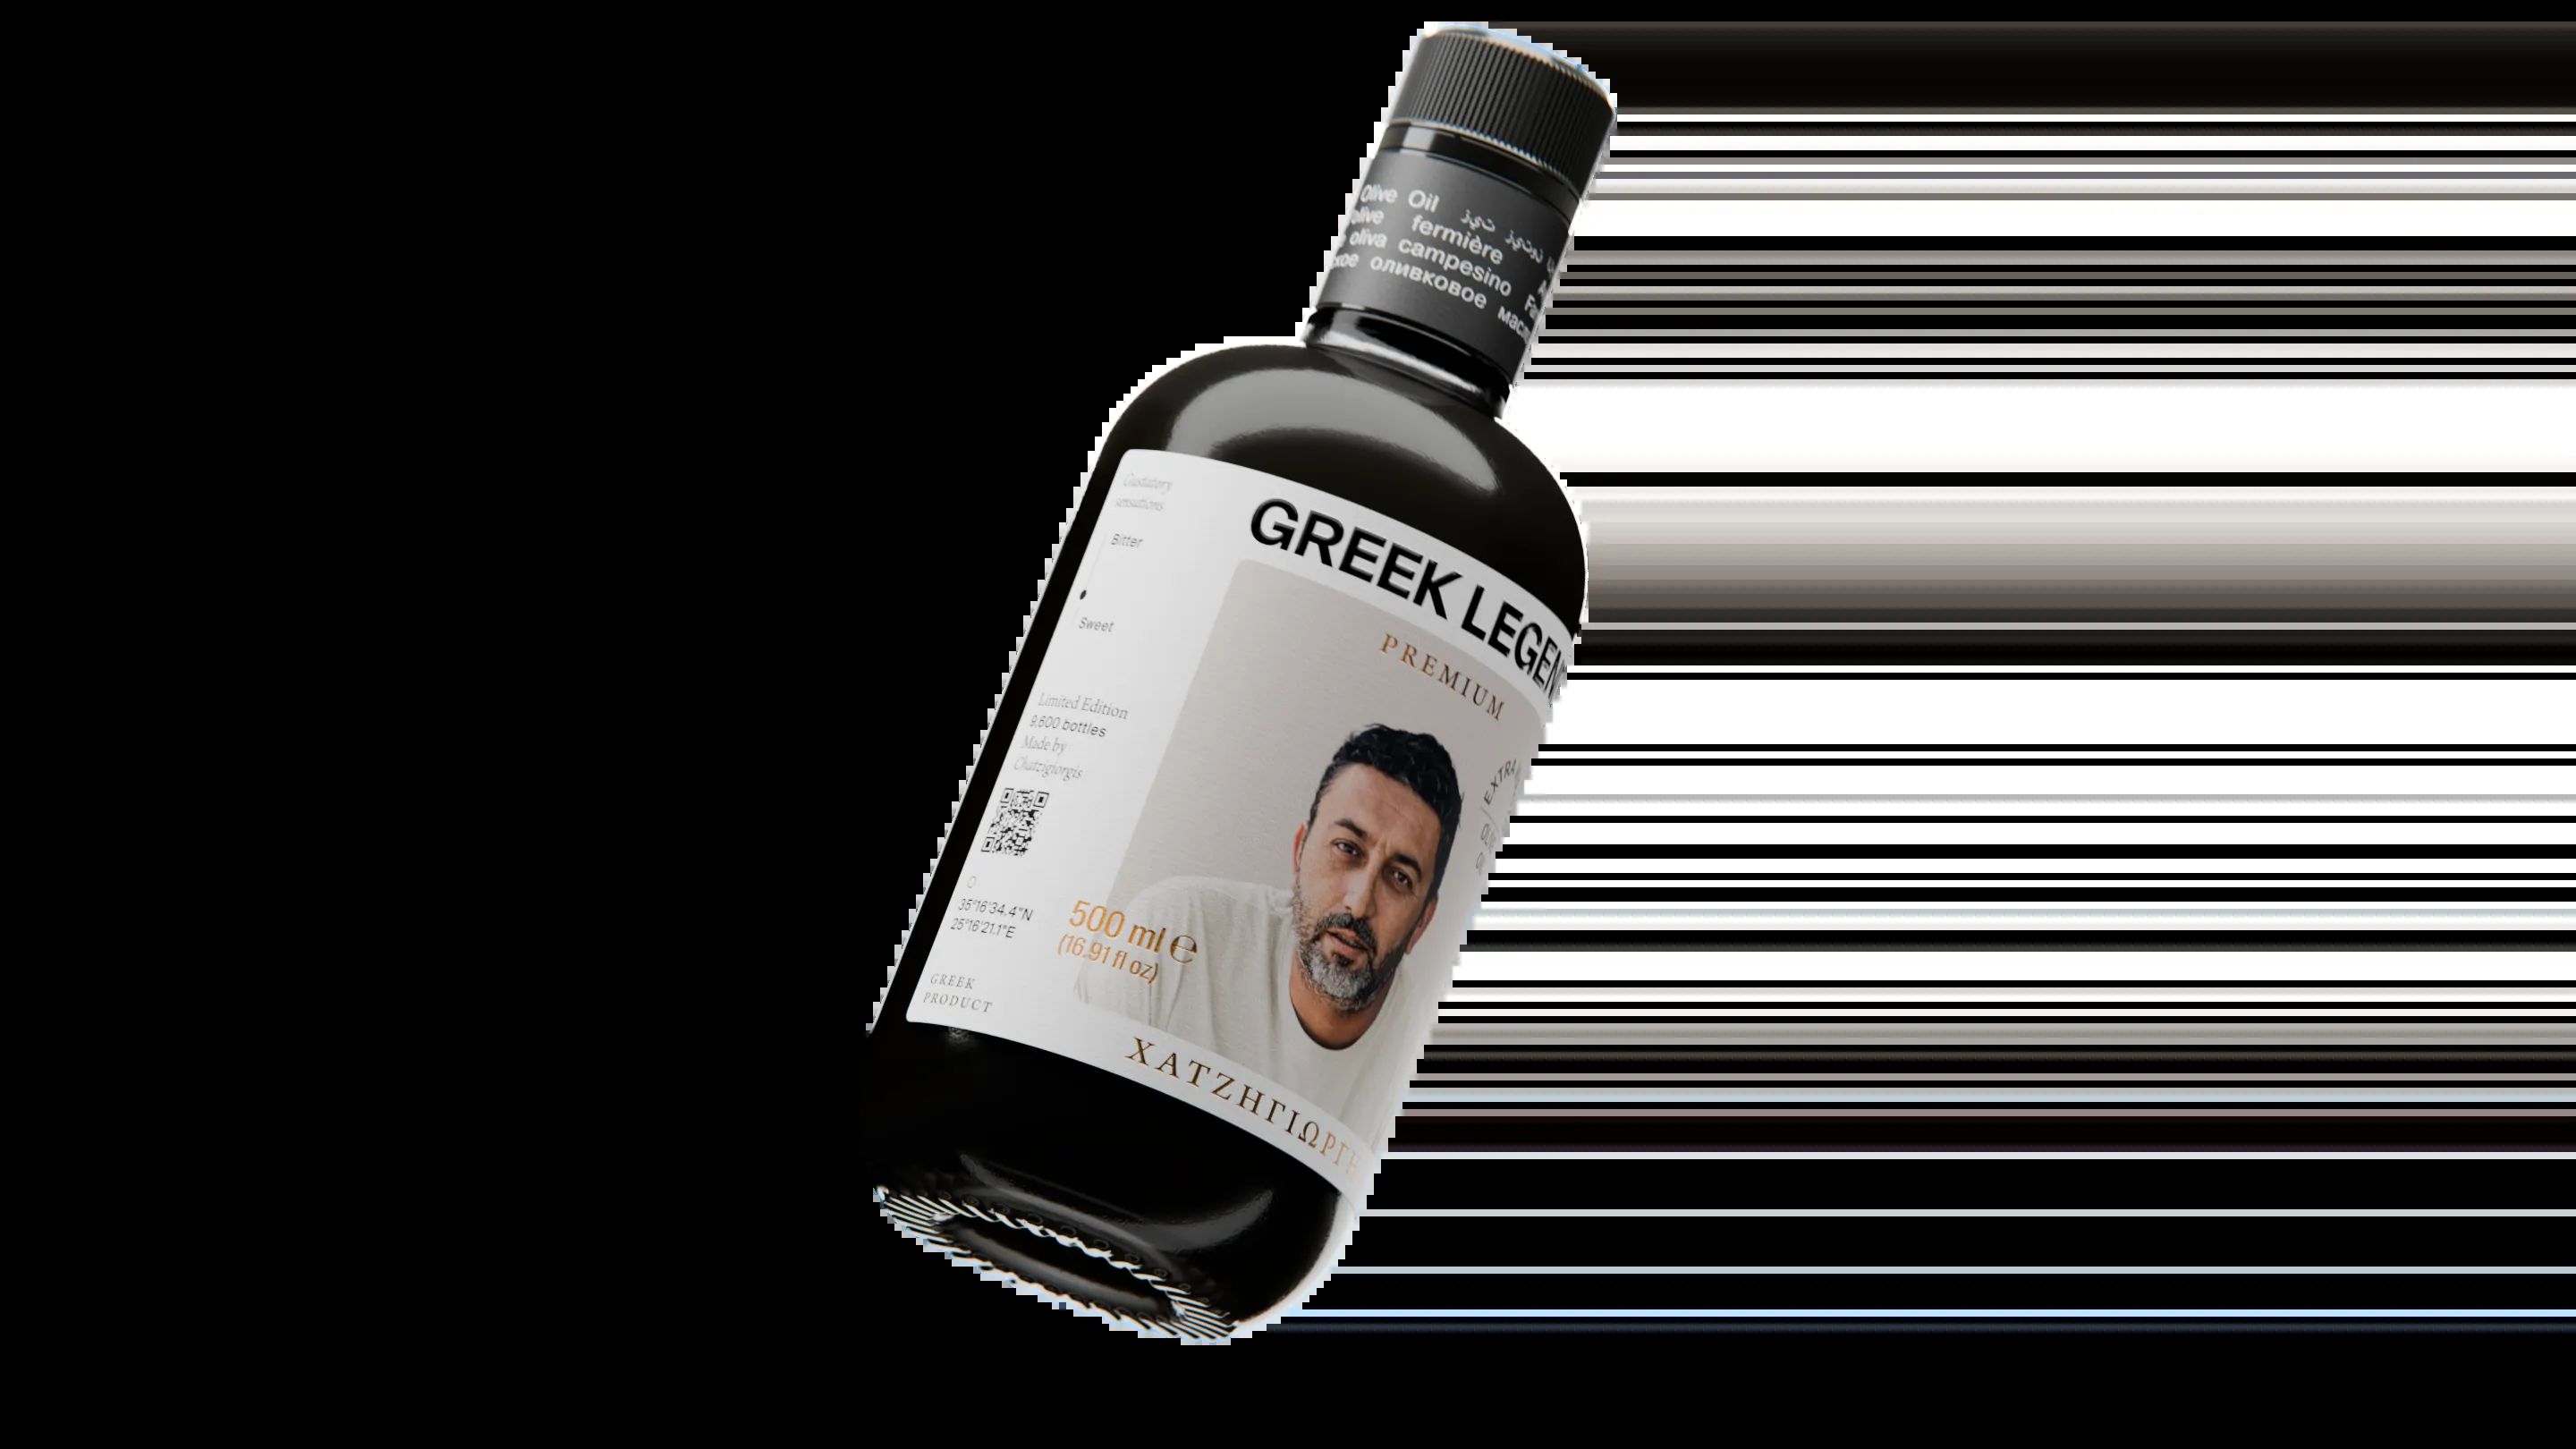 Olive Oil
olive fermière
oliva campesino
оливковое
GREEK
PREMIUM
Gustatory
sensations
Bitter
Sweet
Limited Edition
9,600 bottles
Made by
Chatzigiorgis
35°16'34.4"N
25°16'21.1"E
GREEK
PRODUCT
EXTRA
500 ml ℮
(16.91 fl oz)